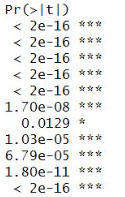 Pr(>|t|)
< 2e-16 ***
< 2e-16 ***
< 2e-16 ***
< 2e-16 ***
< 2e-16 ***
1.70e-08 ***
0.0129 *
1.03e-05 ***
6.79e-05 ***
1.80e-11 ***
< 2e-16 ***